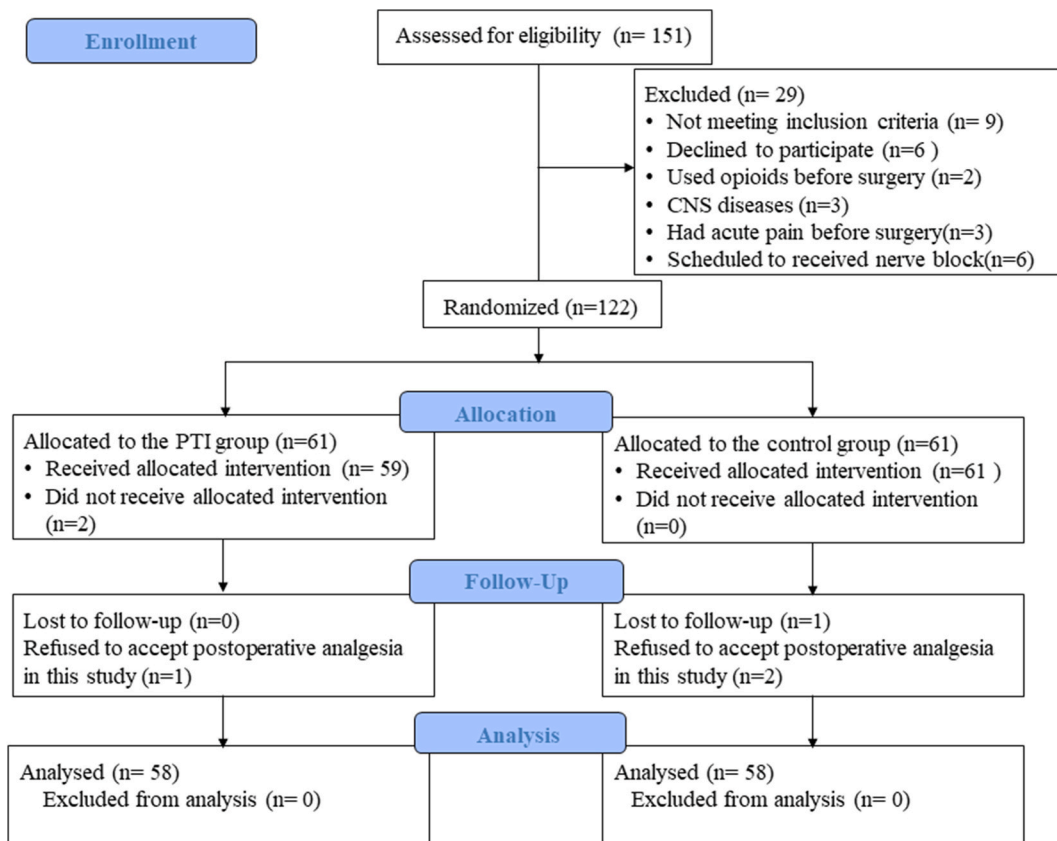 Enrollment
Assessed for eligibility (n= 151)
Excluded (n= 29)
• Not meeting inclusion criteria (n= 9)
• Declined to participate (n=6 )
• Used opioids before surgery (n=2)
• CNS diseases (n=3)
• Had acute pain before surgery(n=3)
• Scheduled to received nerve block(n=6)
Randomized (n=122)
Allocation
Allocated to the PTI group (n=61)
• Received allocated intervention (n= 59)
• Did not receive allocated intervention
(n=2)
Allocated to the control group (n=61)
• Received allocated intervention (n=61 )
• Did not receive allocated intervention
(n=0)
Follow-Up
Lost to follow-up (n=0)
Refused to accept postoperative analgesia
in this study (n=1)
Lost to follow-up (n=1)
Refused to accept postoperative analgesia
in this study (n=2)
Analysis
Analysed (n= 58)
Excluded from analysis (n= 0)
Analysed (n= 58)
Excluded from analysis (n= 0)